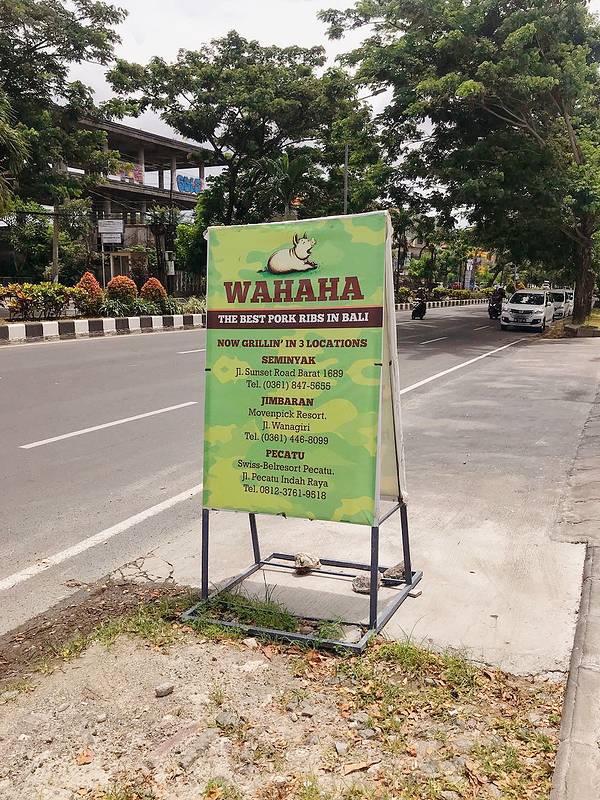 WAHAHA
THE BEST PORK RIBS IN BALI
NOW GRILLIN' IN 3 LOCATIONS
SEMINYAK
Jl. Sunset Road Barat 1689
Tel. (0361) 847-5655
JIMBARAN
Movenpick Resort.
Jl. Wanagiri
Tel. (0361) 446-8099
PECATU
Swiss-Belresort Pecatu.
Jl. Pecatu Indah Raya
Tel. 0812-3761-9518